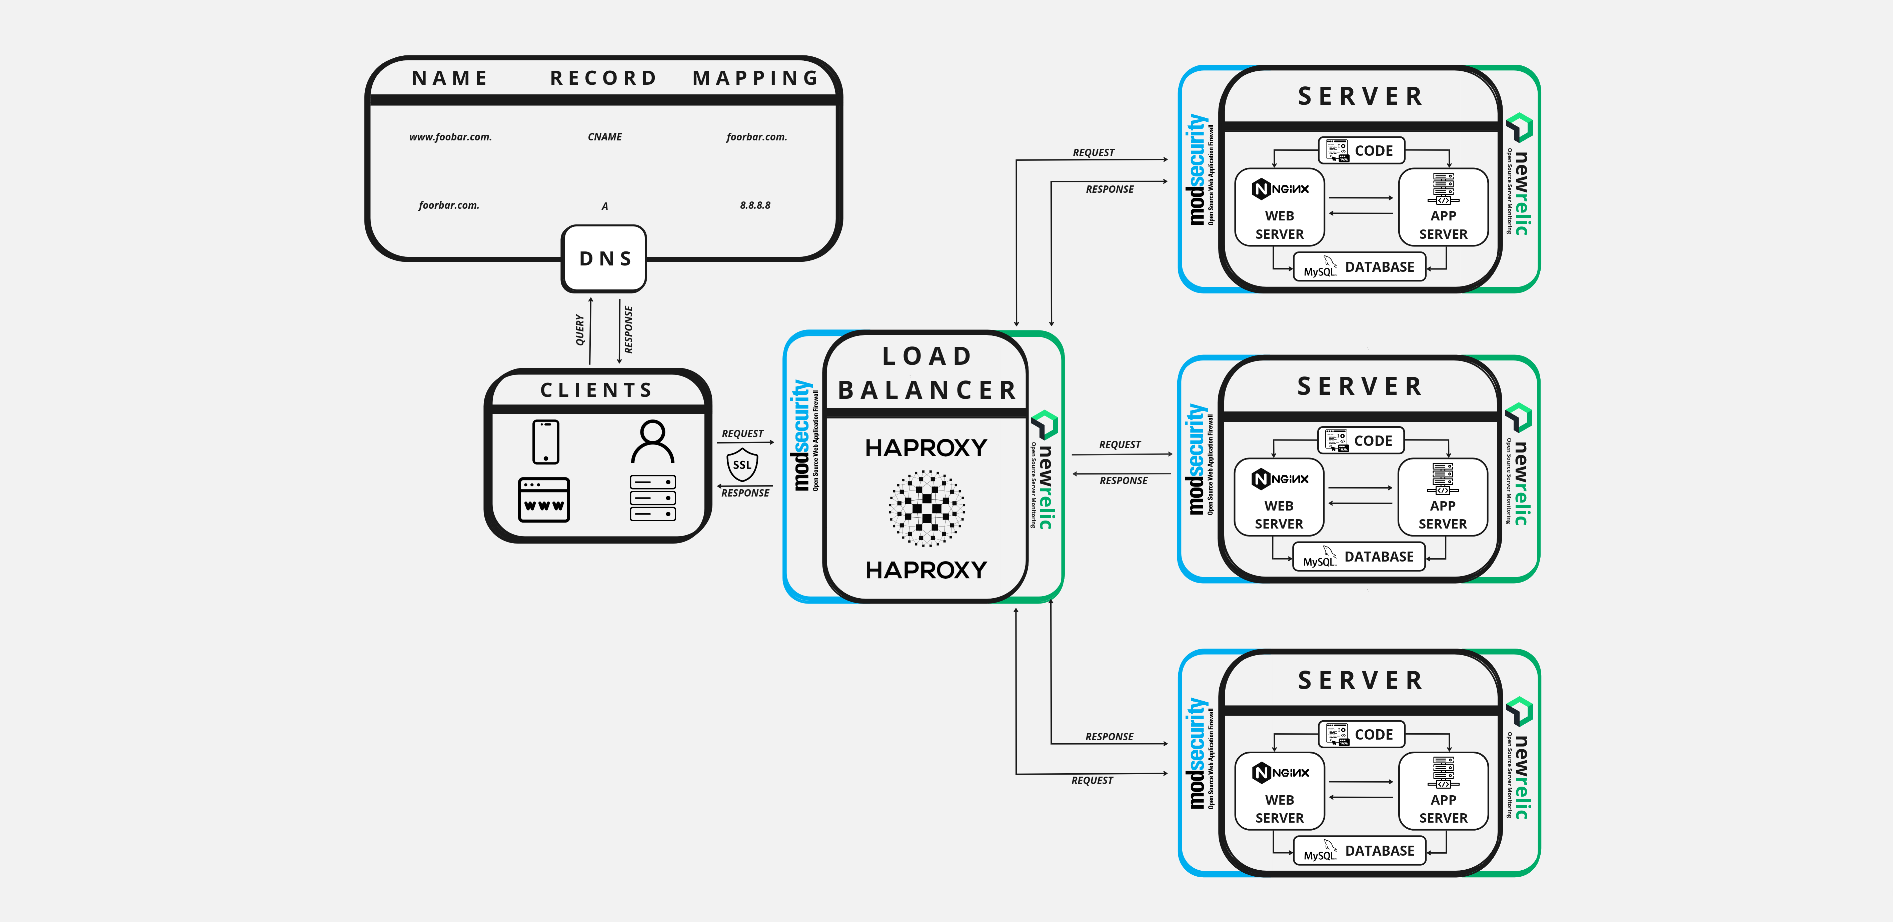 NAME RECORD MAPPING
www.foobar.com. CNAME foorbar.com.
foorbar.com. A 8.8.8.8
DNS
QUERY
RESPONSE
CLIENTS
WWW
REQUEST
SSL
RESPONSE
LOAD
BALANCER
modsecurity
Open Source Web Application Firewall
HAPROXY
HAPROXY
newrelic
Open Source Server Monitoring
REQUEST
RESPONSE
REQUEST
RESPONSE
RESPONSE
REQUEST
SERVER
modsecurity
Open Source Web Application Firewall
CODE
NGINX
WEB
SERVER
APP
SERVER
MySQL DATABASE
newrelic
Open Source Server Monitoring
SERVER
modsecurity
Open Source Web Application Firewall
CODE
NGINX
WEB
SERVER
APP
SERVER
MySQL DATABASE
newrelic
Open Source Server Monitoring
SERVER
modsecurity
Open Source Web Application Firewall
CODE
NGINX
WEB
SERVER
APP
SERVER
MySQL DATABASE
newrelic
Open Source Server Monitoring